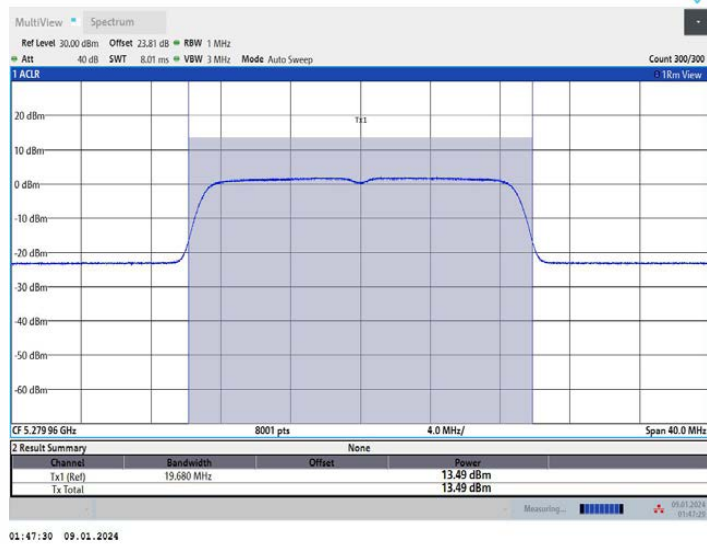 MultiView Spectrum
Ref Level 30.00 dBm Offset 23.81 dB RBW 1 MHz
Att 40 dB SWT 8.01 ms VBW 3 MHz Mode Auto Sweep Count 300/300
1 ACLR 1Rm View
Tx1
20 dBm
10 dBm
0 dBm
-10 dBm
-20 dBm
-30 dBm
-40 dBm
-50 dBm
-60 dBm
CF 5.27996 GHz 8001 pts 4.0 MHz/ Span 40.0 MHz
2 Result Summary None
Channel Bandwidth Offset Power
Tx1 (Ref) 19.680 MHz 13.49 dBm
Tx Total 13.49 dBm
Measuring... 09.01.2024
01:47:29
01:47:30 09.01.2024